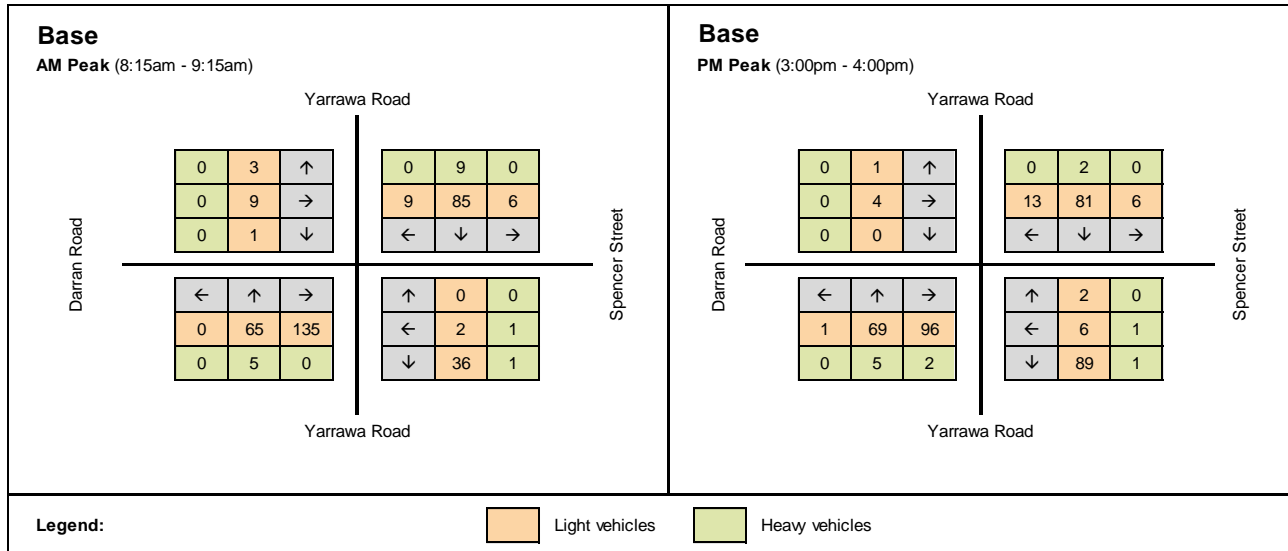 Base
AM Peak (8:15am - 9:15am)
Yarrawa Road
0 3 ↑ 0 9 0
0 9 → 9 85 6
0 1 ↓ ← ↓ →
Darran Road
Spencer Street
← ↑ → ↑ 0 0
0 65 135 ← 2 1
0 5 0 ↓ 36 1
Yarrawa Road
Base
PM Peak (3:00pm - 4:00pm)
Yarrawa Road
0 1 ↑ 0 2 0
0 4 → 13 81 6
0 0 ↓ ← ↓ →
Darran Road
Spencer Street
← ↑ → ↑ 2 0
1 69 96 ← 6 1
0 5 2 ↓ 89 1
Yarrawa Road
Legend: Light vehicles Heavy vehicles